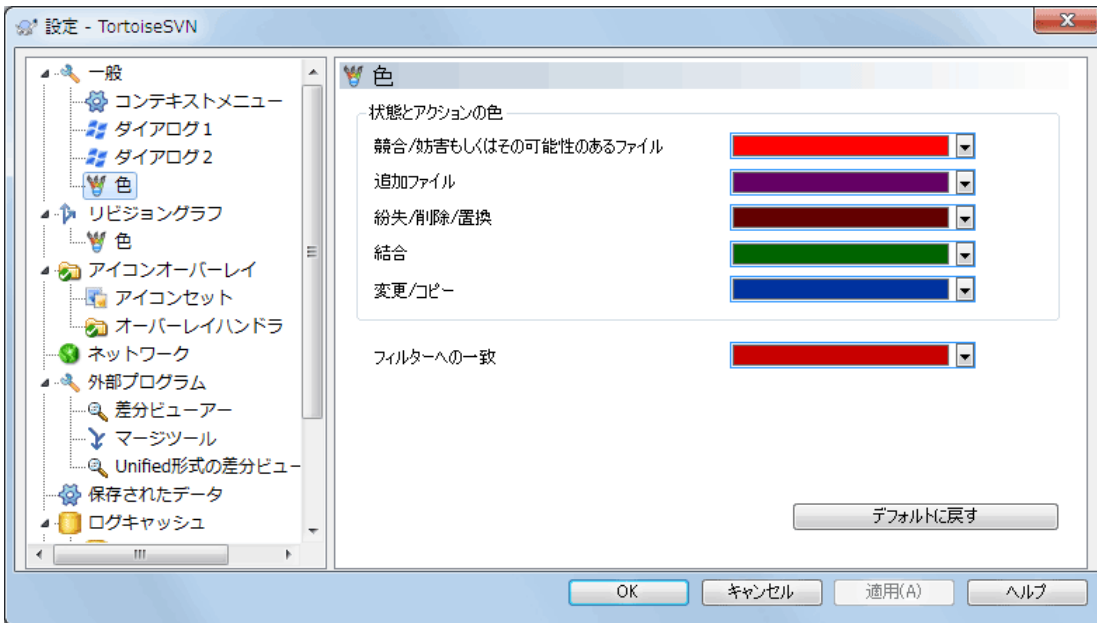 設定 - TortoiseSVN
一般
コンテキストメニュー
ダイアログ1
ダイアログ2
色
リビジョングラフ
色
アイコンオーバーレイ
アイコンセット
オーバーレイハンドラ
ネットワーク
外部プログラム
差分ビューアー
マージツール
Unified形式の差分ビュー
保存されたデータ
ログキャッシュ
色
状態とアクションの色
競合/妨害もしくはその可能性のあるファイル
追加ファイル
紛失/削除/置換
結合
変更/コピー
フィルターへの一致
デフォルトに戻す
OK
キャンセル
適用(A)
ヘルプ